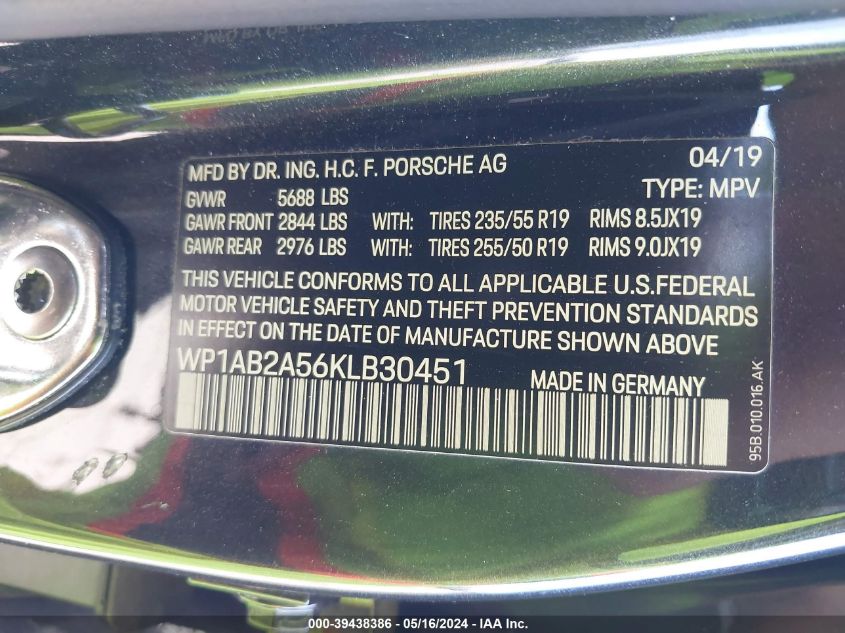 MFD BY DR. ING. H.C. F. PORSCHE AG 04/19
GVWR 5688 LBS TYPE: MPV
GAWR FRONT 2844 LBS WITH: TIRES 235/55 R19 RIMS 8.5JX19
GAWR REAR 2976 LBS WITH: TIRES 255/50 R19 RIMS 9.0JX19
THIS VEHICLE CONFORMS TO ALL APPLICABLE U.S.FEDERAL
MOTOR VEHICLE SAFETY AND THEFT PREVENTION STANDARDS
IN EFFECT ON THE DATE OF MANUFACTURE SHOWN ABOVE
WP1AB2A56KLB30451 MADE IN GERMANY
95B.010.016.AK
000-39438386 - 05/16/2024 - IAA Inc.